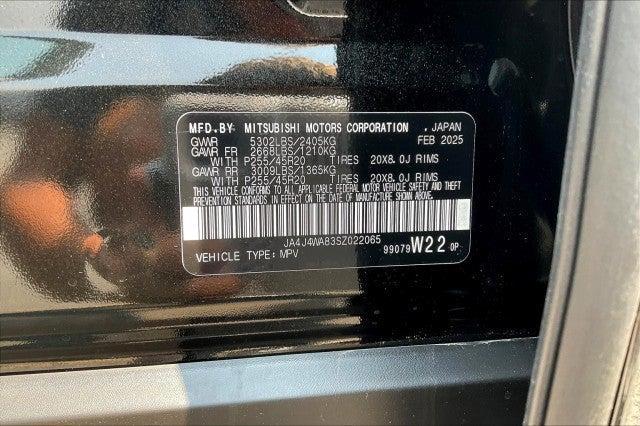 MFD.BY MITSUBISHI MOTORS CORPORATION . JAPAN
GVWR 5302LBS/2405KG FEB 2025
GAWR FR 2668LBS/1210KG
WITH P255/45R20 TIRES 20X8.0J RIMS
GAWR RR 3009LBS/1365KG
WITH P255/45R20 TIRES 20X8.0J RIMS
THIS VEHICLE CONFORMS TO ALL APPLICABLE FEDERAL MOTOR VEHICLE SAFETY AND
THEFT PREVENTION STANDARDS IN EFFECT ON THE DATE OF MANUFACTURE SHOWN ABOVE.
JA4J4WA83SZ022065
VEHICLE TYPE: MPV 99079 W22 OP